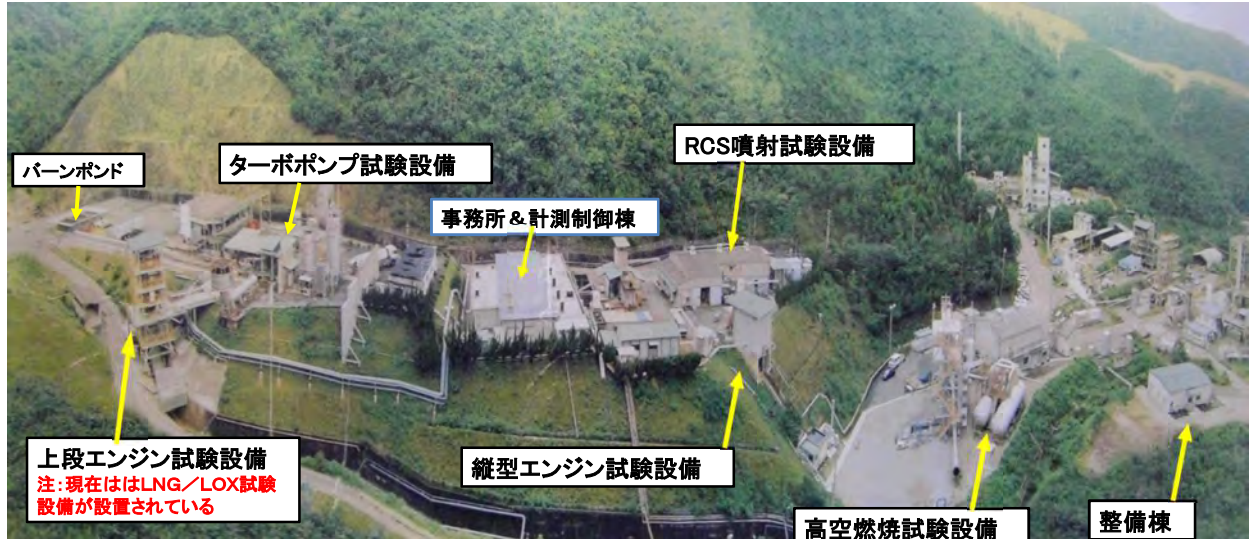 バーンポンド
ターボポンプ試験設備
事務所&計測制御棟
RCS噴射試験設備
上段エンジン試験設備
注:現在ははLNG/LOX試験
設備が設置されている
縦型エンジン試験設備
高空燃焼試験設備
整備棟